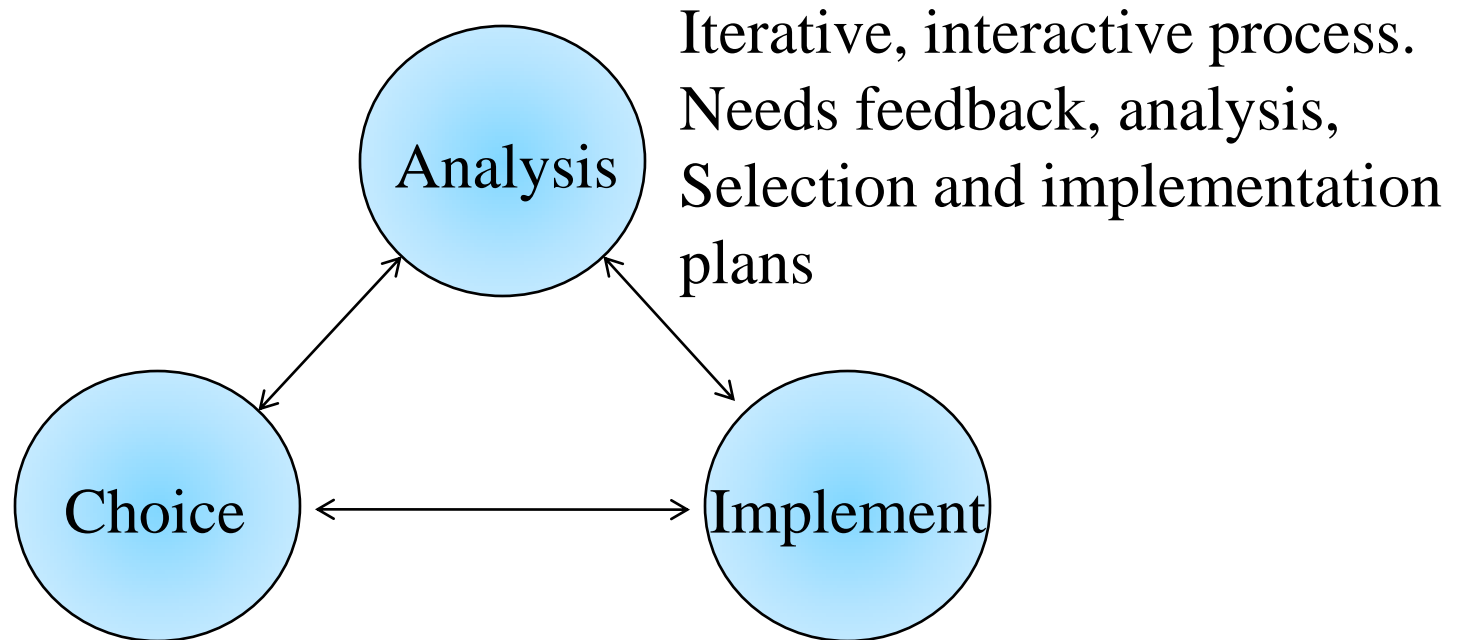 Iterative, interactive process.
Needs feedback, analysis,
Selection and implementation
plans
Analysis
Choice
Implement